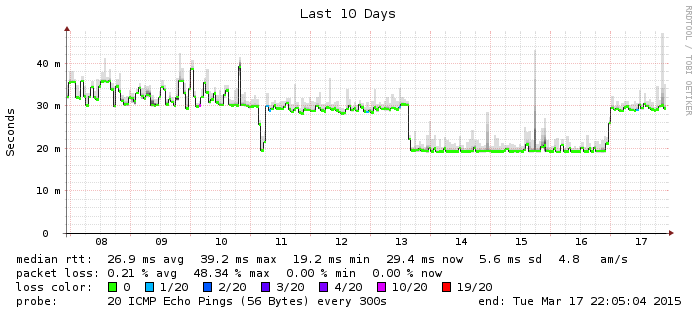 Last 10 Days
RRDTOOL / TOBI OETIKER
Seconds
40 m
30 m
20 m
10 m
0
08 09 10 11 12 13 14 15 16 17
median rtt: 26.9 ms avg 39.2 ms max 19.2 ms min 29.4 ms now 5.6 ms sd 4.8 am/s
packet loss: 0.21 % avg 48.34 % max 0.00 % min 0.00 % now
loss color: 0 1/20 2/20 3/20 4/20 10/20 19/20
probe: 20 ICMP Echo Pings (56 Bytes) every 300s end: Tue Mar 17 22:05:04 2015